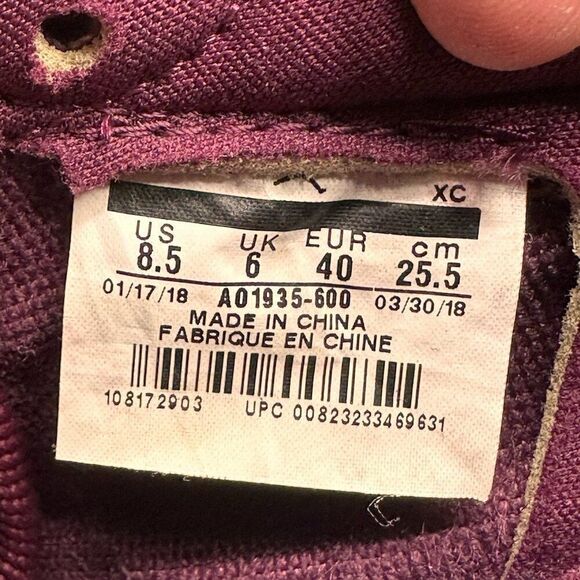 XC
US UK EUR cm
8.5 6 40 25.5
01/17/18 AO1935-600 03/30/18
MADE IN CHINA
FABRIQUE EN CHINE
108172903 UPC 00823233469631